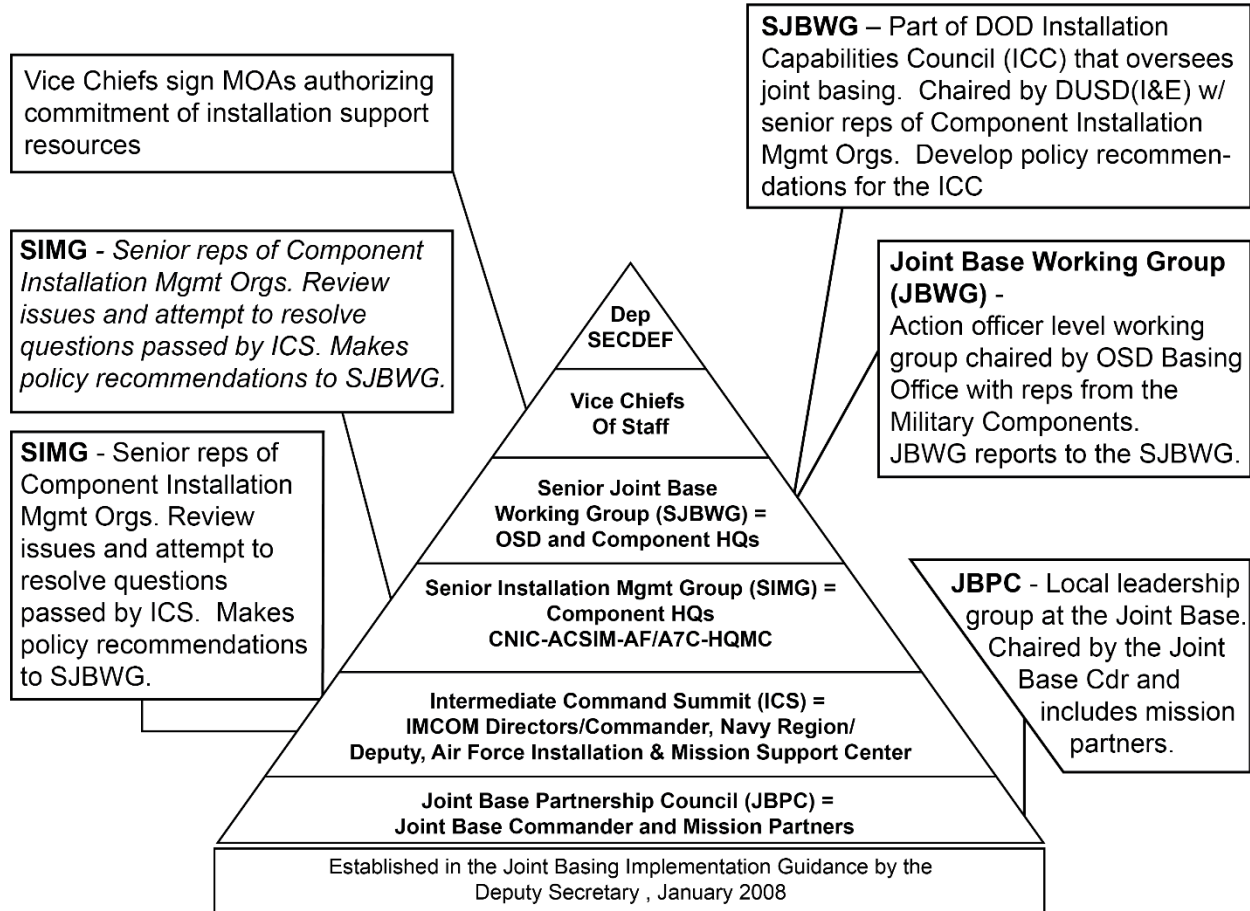 Vice Chiefs sign MOAs authorizing
commitment of installation support
resources
SIMG - Senior reps of Component
Installation Mgmt Orgs. Review
issues and attempt to resolve
questions passed by ICS. Makes
policy recommendations to SJBWG.
SIMG - Senior reps of
Component Installation
Mgmt Orgs. Review
issues and attempt to
resolve questions
passed by ICS.  Makes
policy recommendations
to SJBWG.
Dep
SECDEF
Vice Chiefs
Of Staff
Senior Joint Base
Working Group (SJBWG) =
OSD and Component HQs
Senior Installation Mgmt Group (SIMG) =
Component HQs
CNIC-ACSIM-AF/A7C-HQMC
Intermediate Command Summit (ICS) =
IMCOM Directors/Commander, Navy Region/
Deputy, Air Force Installation & Mission Support Center
Joint Base Partnership Council (JBPC) =
Joint Base Commander and Mission Partners
Established in the Joint Basing Implementation Guidance by the
Deputy Secretary , January 2008
SJBWG – Part of DOD Installation
Capabilities Council (ICC) that oversees
joint basing.  Chaired by DUSD(I&E) w/
senior reps of Component Installation
Mgmt Orgs.  Develop policy recommen-
dations for the ICC
Joint Base Working Group
(JBWG) -
Action officer level working
group chaired by OSD Basing
Office with reps from the
Military Components.
JBWG reports to the SJBWG.
JBPC - Local leadership
group at the Joint Base.
Chaired by the Joint
Base Cdr and
includes mission
partners.